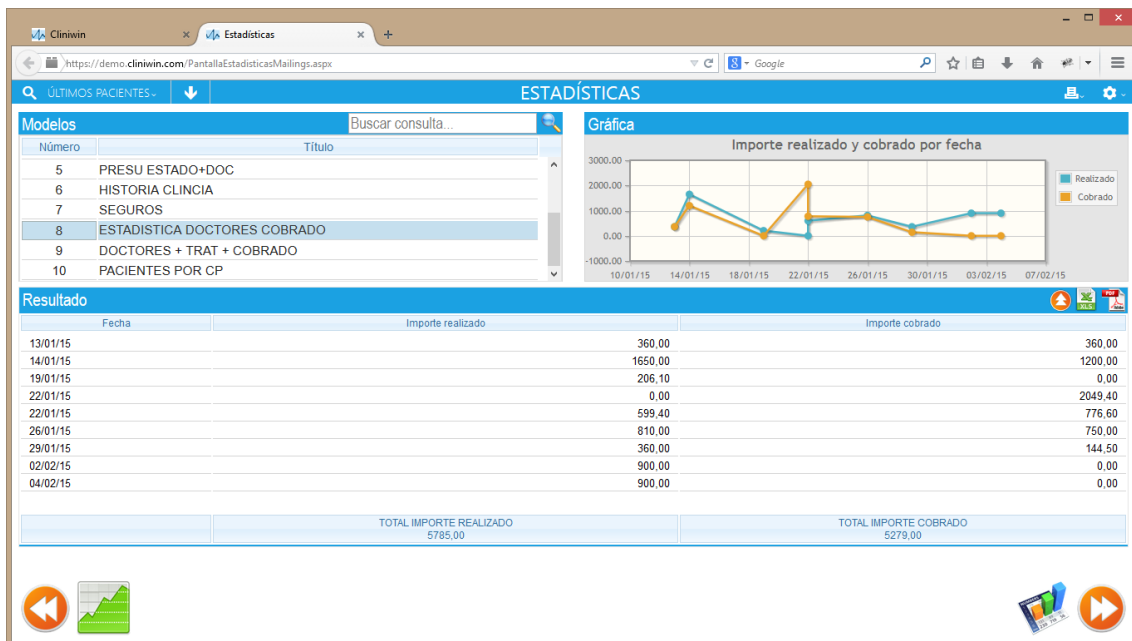 Cliniwin
Estadísticas
https://demo.cliniwin.com/PantallaEstadisticasMailings.aspx
Google
ÚLTIMOS PACIENTES
ESTADÍSTICAS
Modelos
Buscar consulta...
Número Título
5 PRESU ESTADO+DOC
6 HISTORIA CLINCIA
7 SEGUROS
8 ESTADISTICA DOCTORES COBRADO
9 DOCTORES + TRAT + COBRADO
10 PACIENTES POR CP
Gráfica
Importe realizado y cobrado por fecha
3000.00
2000.00
1000.00
0.00
-1000.00
10/01/15 14/01/15 18/01/15 22/01/15 26/01/15 30/01/15 03/02/15 07/02/15
Realizado
Cobrado
Resultado
XLS PDF
Fecha Importe realizado Importe cobrado
13/01/15 360,00 360,00
14/01/15 1650,00 1200,00
19/01/15 206,10 0,00
22/01/15 0,00 2049,40
22/01/15 599,40 776,60
26/01/15 810,00 750,00
29/01/15 360,00 144,50
02/02/15 900,00 0,00
04/02/15 900,00 0,00
TOTAL IMPORTE REALIZADO TOTAL IMPORTE COBRADO
5785,00 5279,00